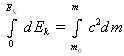 ∫₀^{E_k} dE_k = ∫_{m₀}^{m} c²dm